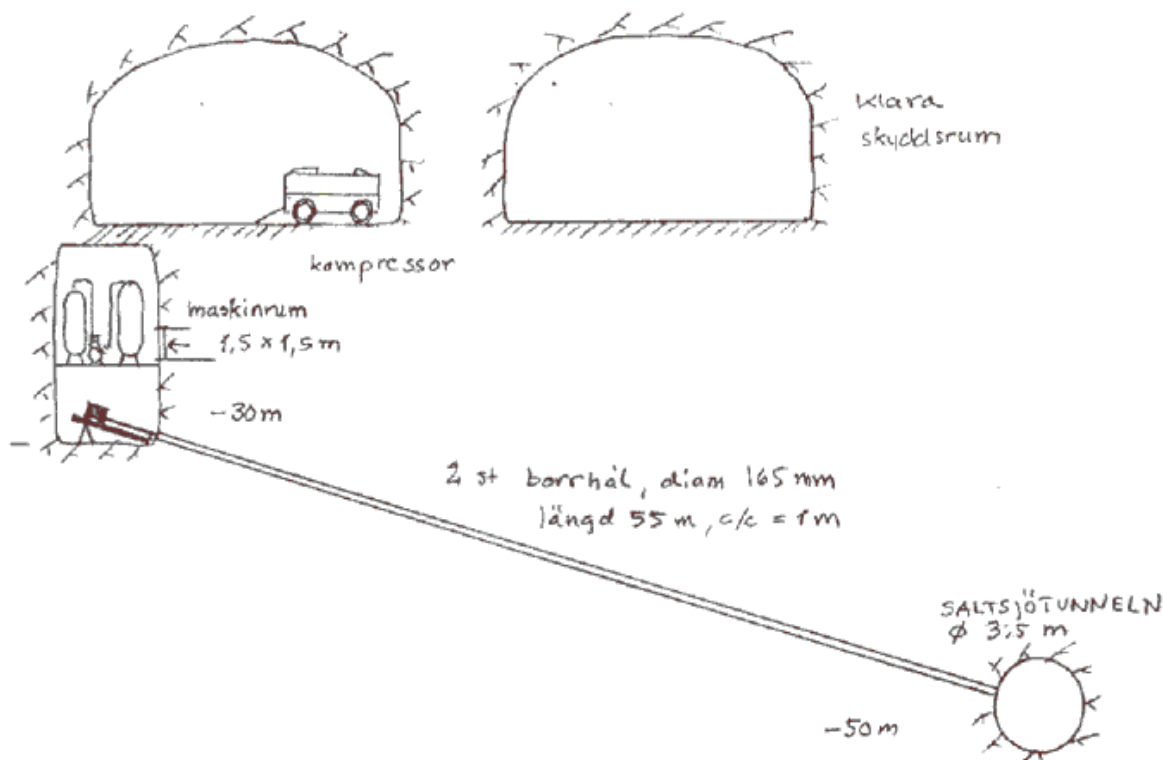 Klara
skyddsrum
kompressor
maskinrum
1,5 x 1,5 m
-30m
2 st borrhål, diam 165 mm
längd 55 m, c/c = 1 m
SALTSJÖTUNNELN
ø 3,5 m
-50m